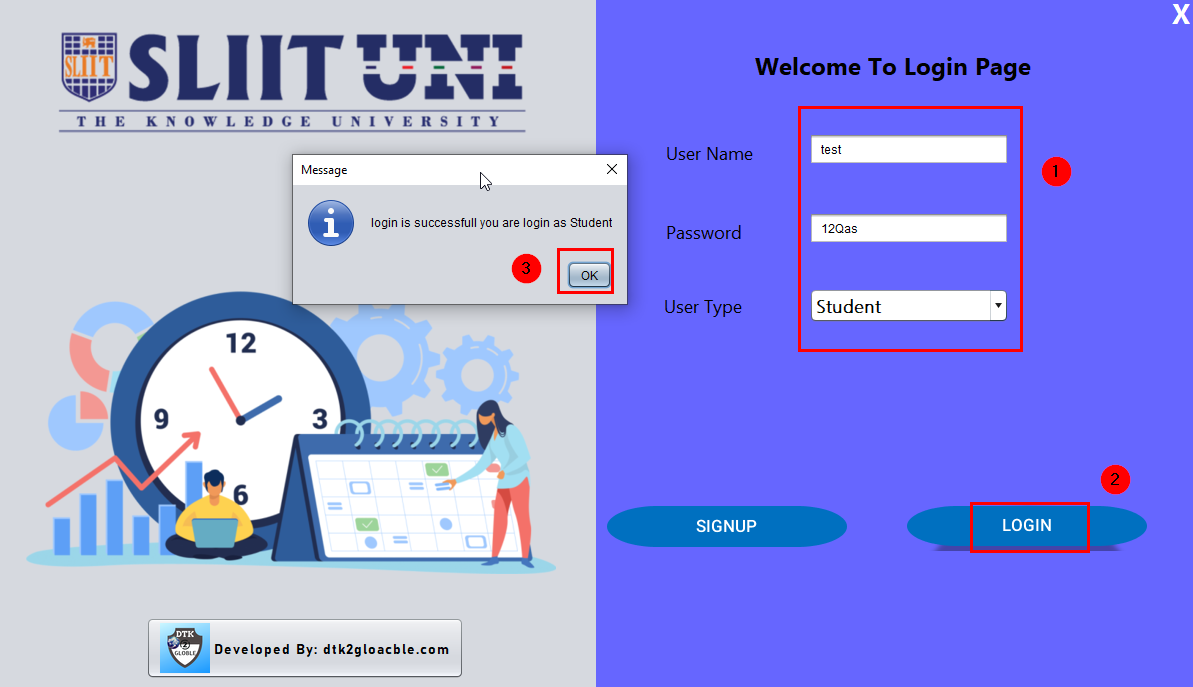 SLIIT
SLIIT UNI
THE KNOWLEDGE UNIVERSITY
X
Welcome To Login Page
User Name
test
1
Password
12Qas
User Type
Student
Message
login is successfull you are login as Student
3
OK
12
9
3
6
2
SIGNUP
LOGIN
DTK
2
GLOBLE
Developed By: dtk2gloacble.com